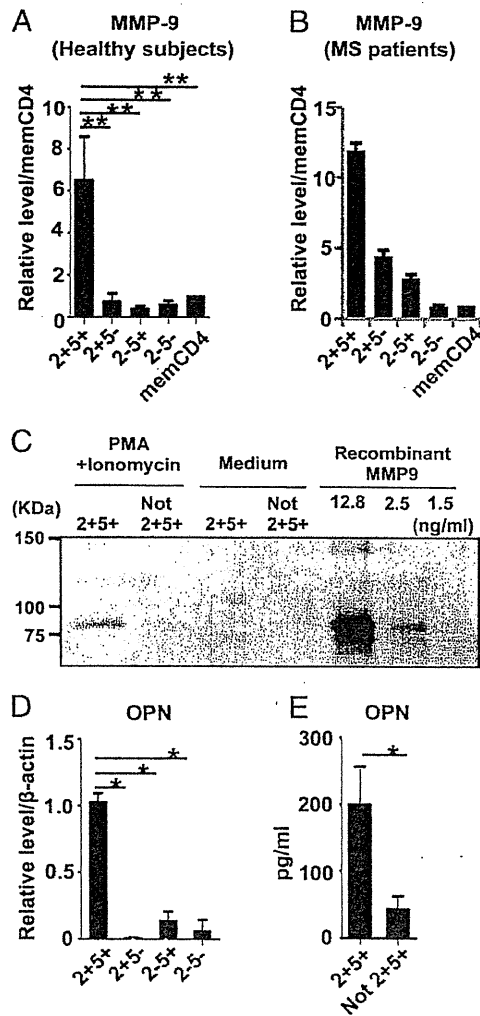 A
MMP-9
(Healthy subjects)
Relative level/memCD4
10
8
6
4
2
0
**
**
**
**
2+5+
2+5-
2-5+
2-5-
memCD4
B
MMP-9
(MS patients)
Relative level/memCD4
15
10
5
0
2+5+
2+5-
2-5+
2-5-
memCD4
C
PMA
+Ionomycin
Medium
Recombinant
MMP9
(KDa)
2+5+
Not
2+5+
2+5+
Not
2+5+
12.8
2.5
1.5
(ng/ml)
150
100
75
D
OPN
Relative level/β-actin
1.5
1.0
0.5
0
*
*
*
2+5+
2+5-
2-5+
2-5-
E
OPN
pg/ml
300
200
100
0
*
2+5+
Not 2+5+